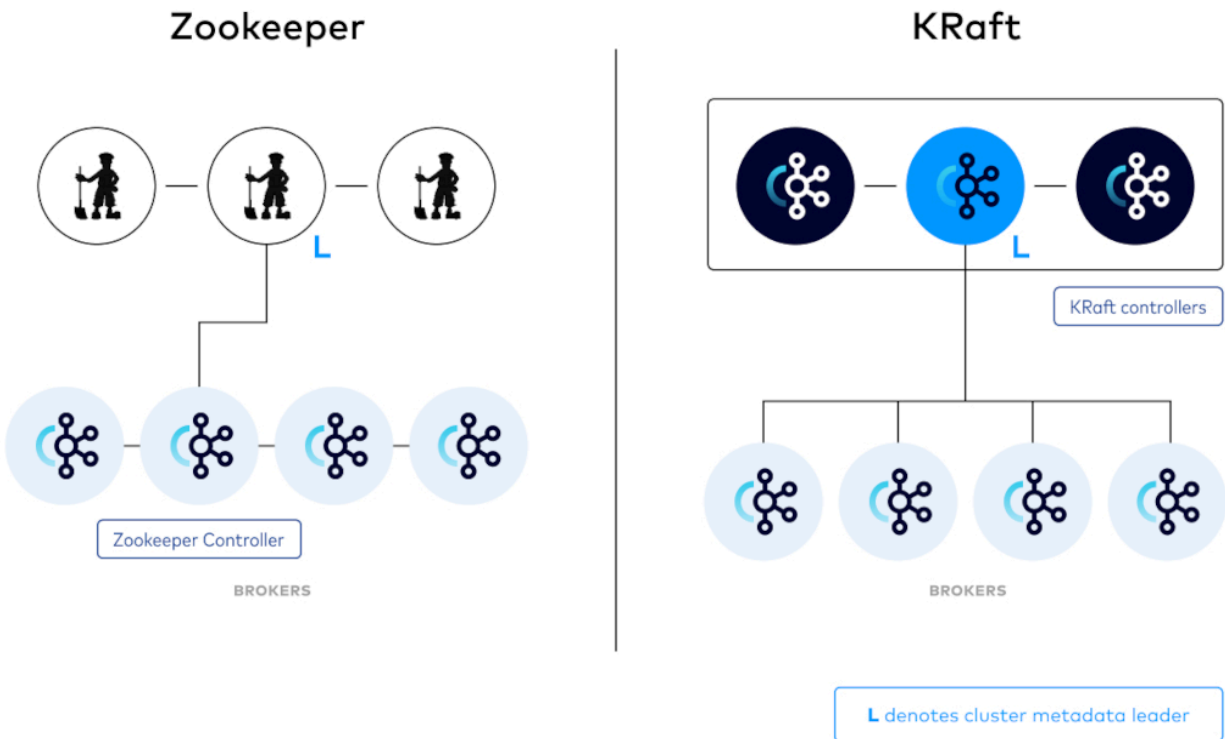 Zookeeper
L
Zookeeper Controller
BROKERS
KRaft
L
KRaft controllers
BROKERS
L denotes cluster metadata leader